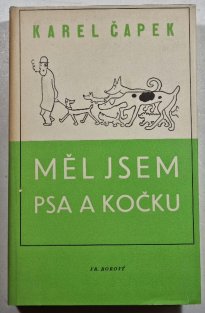 KAREL ČAPEK
MĚL JSEM
PSA A KOČKU
FR. BOROVÝ